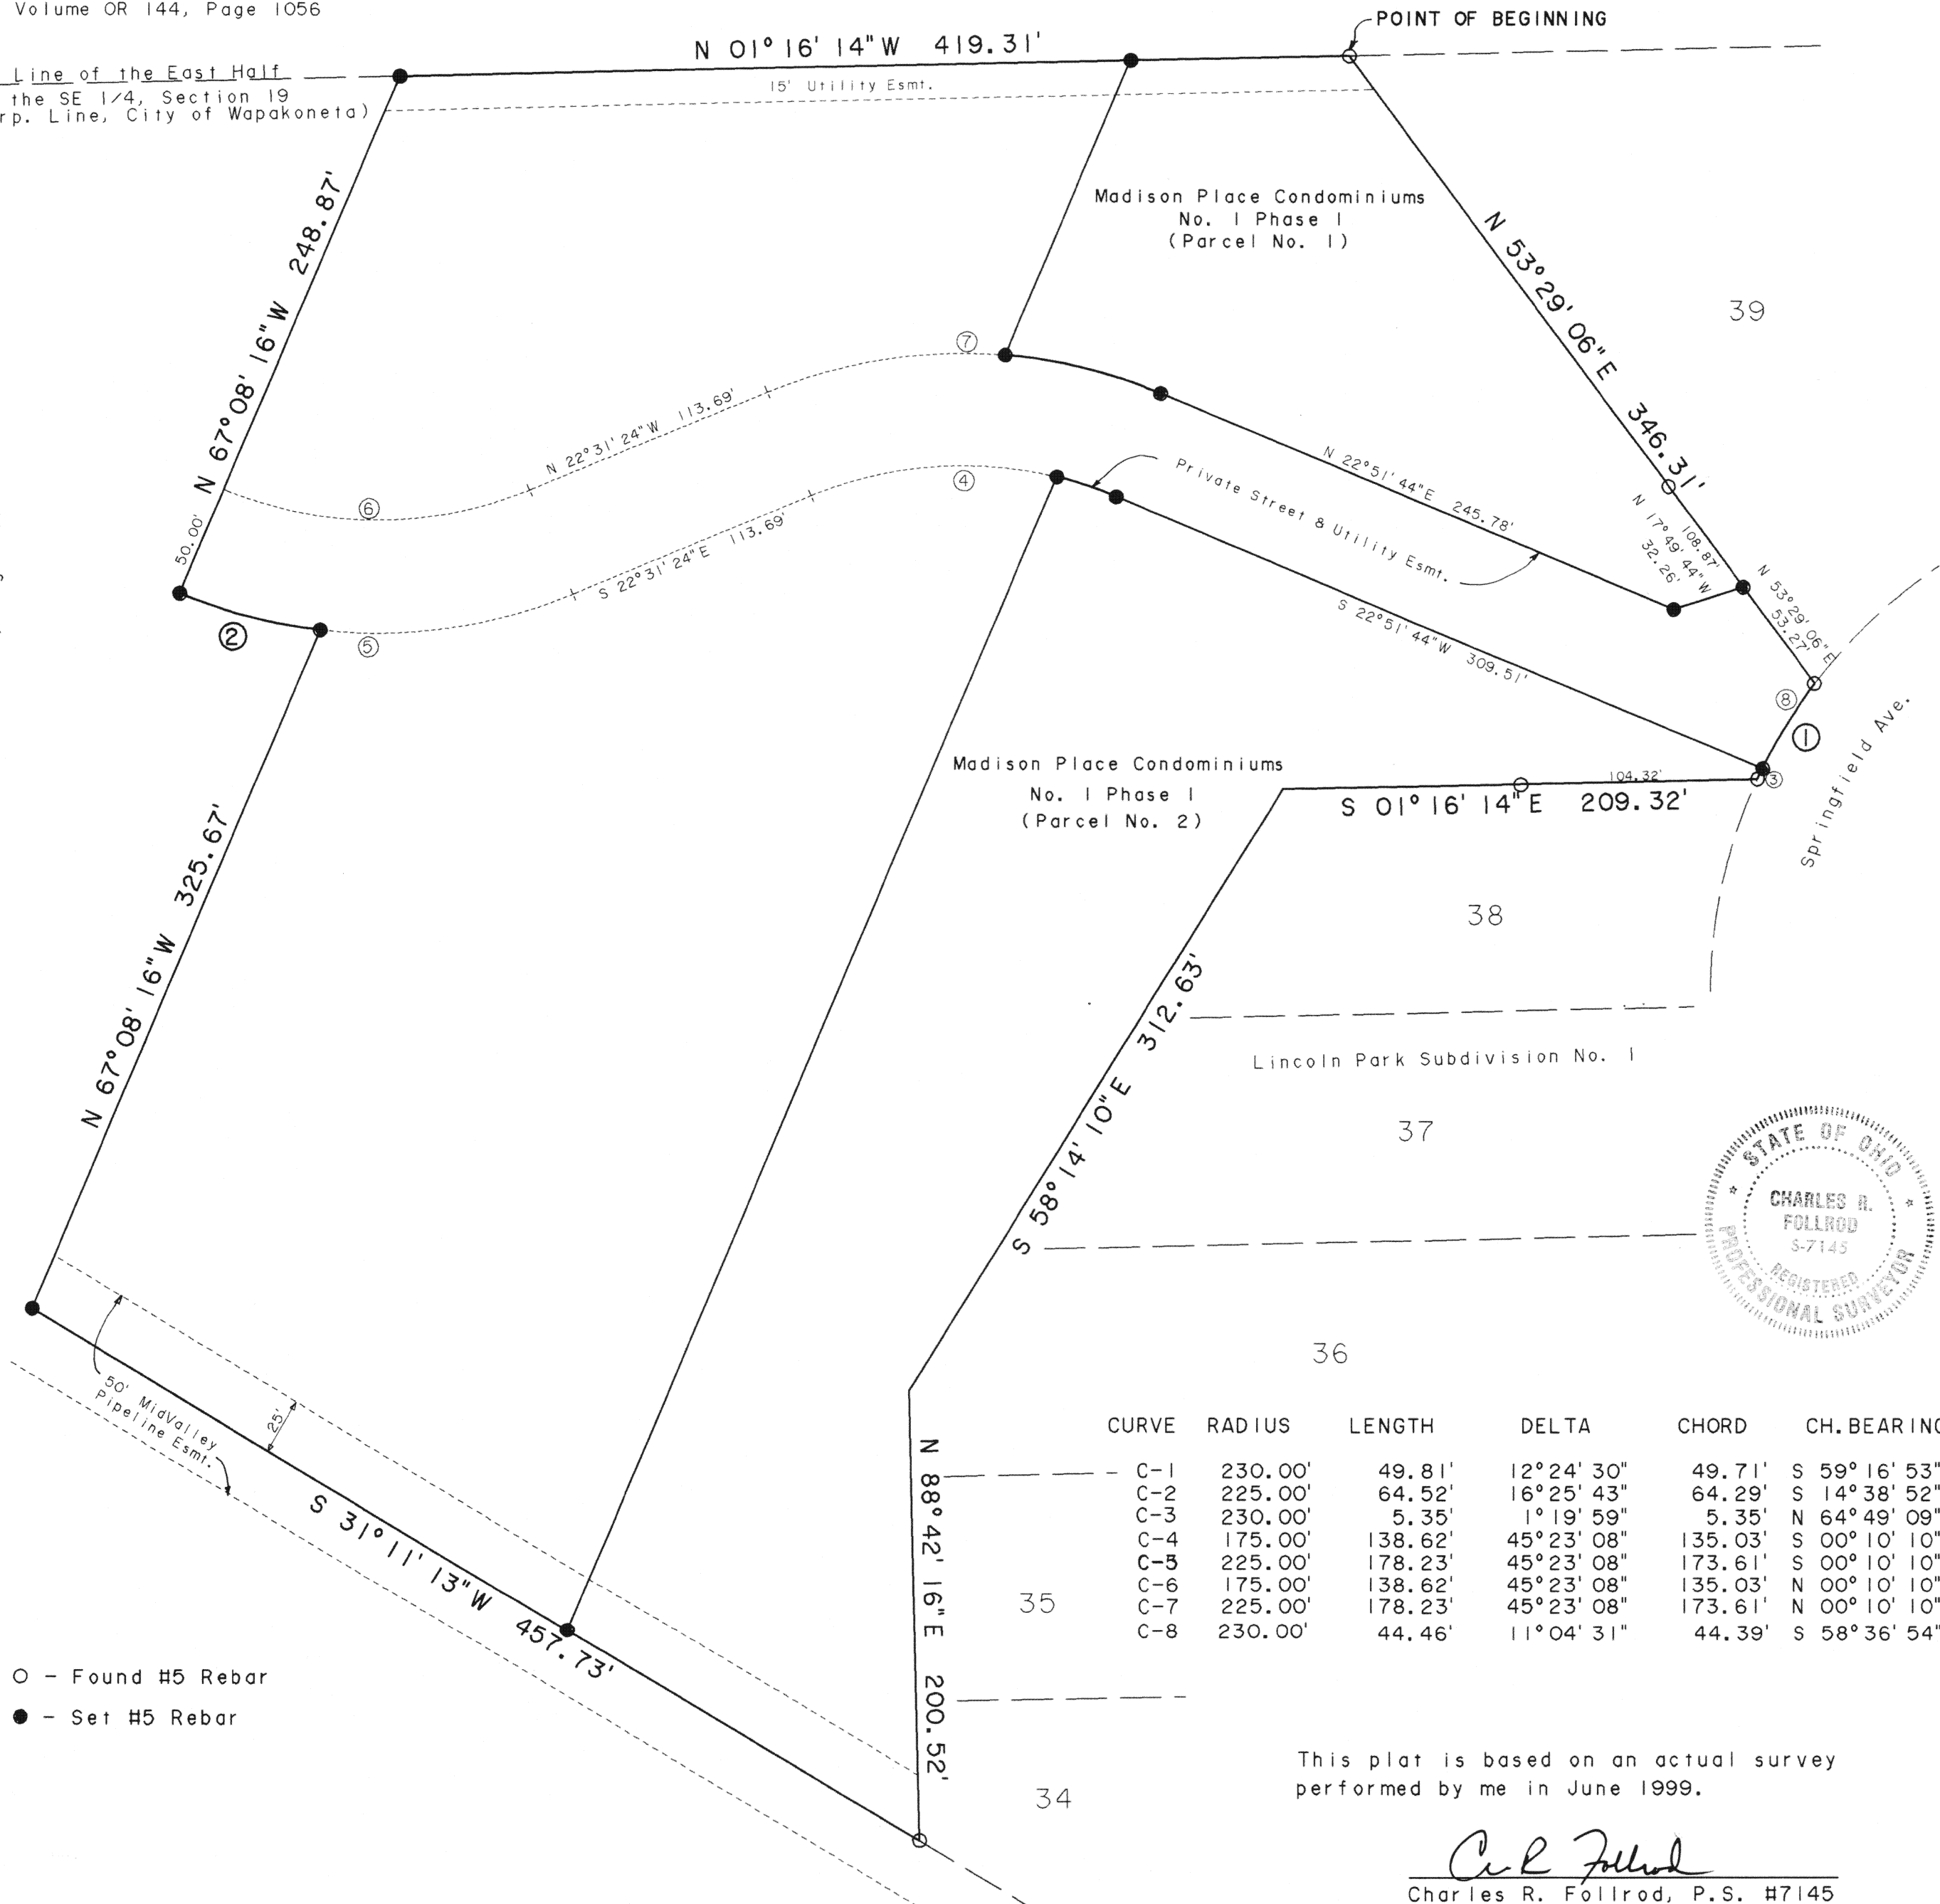 Volume OR 144, Page 1056
POINT OF BEGINNING
N 01° 16' 14" W 419.31'
Line of the East Half
the SE 1/4, Section 19
rp. Line, City of Wapakoneta)
15' Utility Esmt.
N 67° 08' 16" W 248.87'
50.00'
Madison Place Condominiums
No. 1 Phase 1
(Parcel No. 1)
N 53° 29' 06" E 346.31'
39
7
6
N 22° 31' 24" W 113.69'
4
S 22° 31' 24" E 113.69'
5
2
Private Street & Utility Esmt.
N 22° 51' 44" E 245.78'
S 22° 51' 44" W 309.51'
108.87'
N 17° 49' 44" W
32.26'
N 53° 29' 06" E
53.27'
8
1
3
Springfield Ave.
104.32'
S 01° 16' 14" E 209.32'
Madison Place Condominiums
No. 1 Phase 1
(Parcel No. 2)
N 67° 08' 16" W 325.67'
38
S 58° 14' 10" E 312.63'
Lincoln Park Subdivision No. 1
37
STATE OF OHIO
CHARLES R.
FOLLROD
S-7145
REGISTERED
PROFESSIONAL SURVEYOR
36
50' MidValley
Pipeline Esmt.
25'
S 31° 11' 13" W 457.73'
N 88° 42' 16" E 200.52'
35
34
CURVE RADIUS LENGTH DELTA CHORD CH.BEARING
C-1 230.00' 49.81' 12° 24' 30" 49.71' S 59° 16' 53"
C-2 225.00' 64.52' 16° 25' 43" 64.29' S 14° 38' 52"
C-3 230.00' 5.35' 1° 19' 59" 5.35' N 64° 49' 09"
C-4 175.00' 138.62' 45° 23' 08" 135.03' S 00° 10' 10"
C-5 225.00' 178.23' 45° 23' 08" 173.61' S 00° 10' 10"
C-6 175.00' 138.62' 45° 23' 08" 135.03' N 00° 10' 10"
C-7 225.00' 178.23' 45° 23' 08" 173.61' N 00° 10' 10"
C-8 230.00' 44.46' 11° 04' 31" 44.39' S 58° 36' 54"
○ - Found #5 Rebar
● - Set #5 Rebar
This plat is based on an actual survey
performed by me in June 1999.
C R Follrod
Charles R. Follrod, P.S. #7145